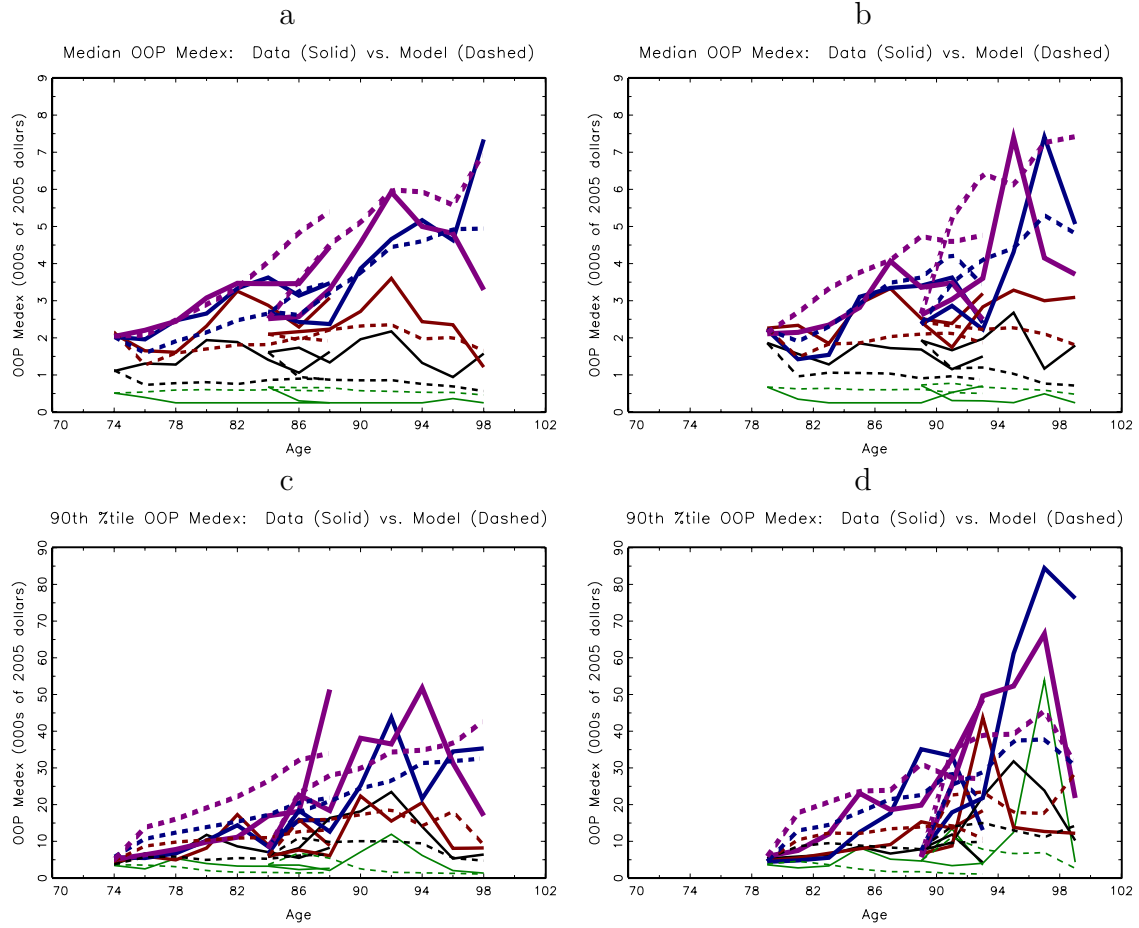 a
Median OOP Medex: Data (Solid) vs. Model (Dashed)
OOP Medex (000s of 2005 dollars)
0 1 2 3 4 5 6 7 8 9
70 74 78 82 86 90 94 98 102
Age
b
Median OOP Medex: Data (Solid) vs. Model (Dashed)
OOP Medex (000s of 2005 dollars)
0 1 2 3 4 5 6 7 8 9
70 74 78 82 86 90 94 98 102
Age
c
90th %tile OOP Medex: Data (Solid) vs. Model (Dashed)
OOP Medex (000s of 2005 dollars)
0 10 20 30 40 50 60 70 80 90
70 74 78 82 86 90 94 98 102
Age
d
90th %tile OOP Medex: Data (Solid) vs. Model (Dashed)
OOP Medex (000s of 2005 dollars)
0 10 20 30 40 50 60 70 80 90
70 74 78 82 86 90 94 98 102
Age